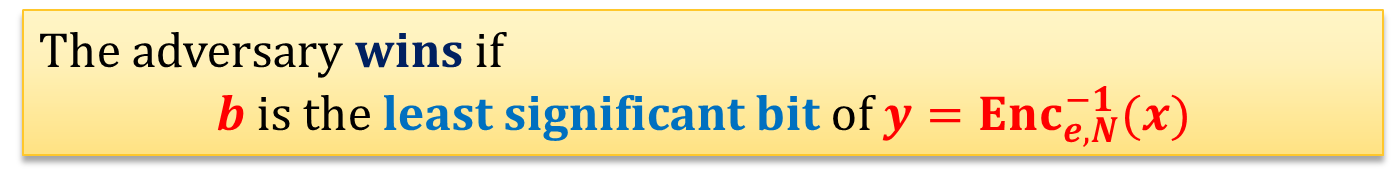 The adversary wins if
b is the least significant bit of y = Enc⁻¹ₑ,N(x)